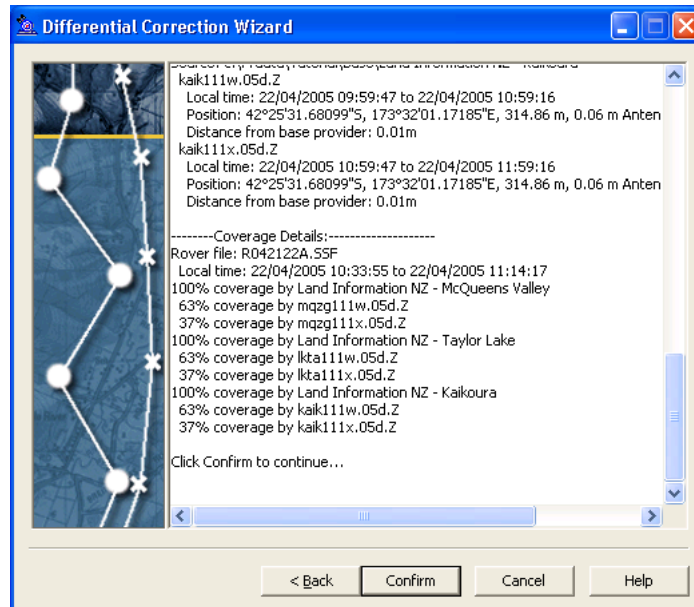 Differential Correction Wizard
kaik111w.05d.Z
Local time: 22/04/2005 09:59:47 to 22/04/2005 10:59:16
Position: 42°25'31.68099"S, 173°32'01.17185"E, 314.86 m, 0.06 m Anten
Distance from base provider: 0.01m
kaik111x.05d.Z
Local time: 22/04/2005 10:59:47 to 22/04/2005 11:59:16
Position: 42°25'31.68099"S, 173°32'01.17185"E, 314.86 m, 0.06 m Anten
Distance from base provider: 0.01m
--------Coverage Details:--------------------
Rover file: R042122A.SSF
Local time: 22/04/2005 10:33:55 to 22/04/2005 11:14:17
100% coverage by Land Information NZ - McQueens Valley
63% coverage by mqzg111w.05d.Z
37% coverage by mqzg111x.05d.Z
100% coverage by Land Information NZ - Taylor Lake
63% coverage by lkta111w.05d.Z
37% coverage by lkta111x.05d.Z
100% coverage by Land Information NZ - Kaikoura
63% coverage by kaik111w.05d.Z
37% coverage by kaik111x.05d.Z
Click Confirm to continue...
< Back Confirm Cancel Help